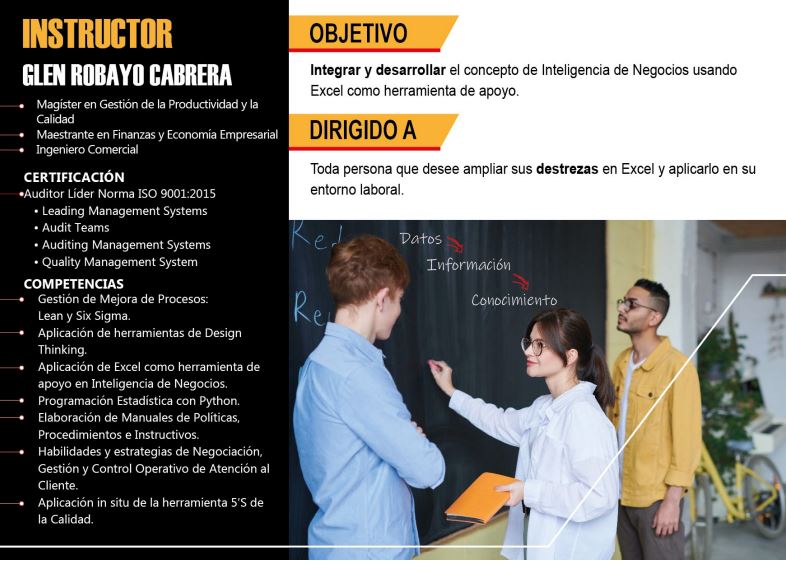 INSTRUCTOR
GLEN ROBAYO CABRERA
Magíster en Gestión de la Productividad y la
Calidad
Maestrante en Finanzas y Economía Empresarial
Ingeniero Comercial
CERTIFICACIÓN
Auditor Líder Norma ISO 9001:2015
• Leading Management Systems
• Audit Teams
• Auditing Management Systems
• Quality Management System
COMPETENCIAS
Gestión de Mejora de Procesos:
Lean y Six Sigma.
Aplicación de herramientas de Design
Thinking.
Aplicación de Excel como herramienta de
apoyo en Inteligencia de Negocios.
Programación Estadística con Python.
Elaboración de Manuales de Políticas,
Procedimientos e Instructivos.
Habilidades y estrategias de Negociación,
Gestión y Control Operativo de Atención al
Cliente.
Aplicación in situ de la herramienta 5'S de
la Calidad.
OBJETIVO
Integrar y desarrollar el concepto de Inteligencia de Negocios usando
Excel como herramienta de apoyo.
DIRIGIDO A
Toda persona que desee ampliar sus destrezas en Excel y aplicarlo en su
entorno laboral.
Datos
Información
Conocimiento